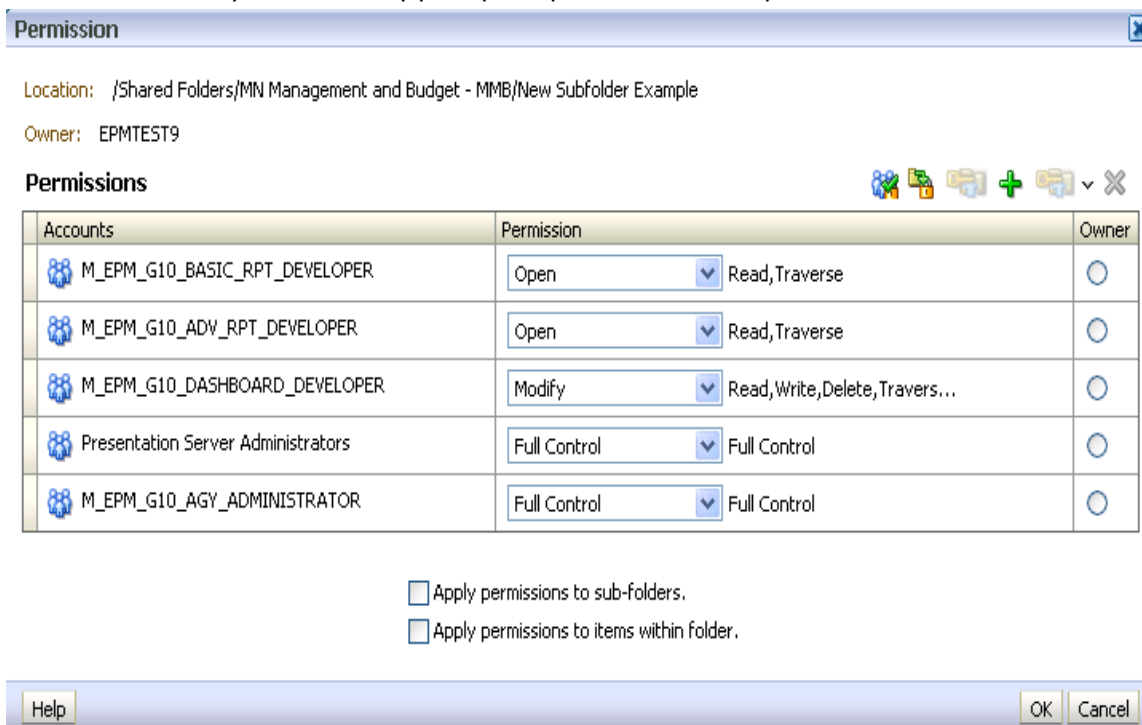 Permission
Location: /Shared Folders/MN Management and Budget - MMB/New Subfolder Example
Owner: EPMTEST9
Permissions
Accounts Permission Owner
M_EPM_G10_BASIC_RPT_DEVELOPER Open Read,Traverse
M_EPM_G10_ADV_RPT_DEVELOPER Open Read,Traverse
M_EPM_G10_DASHBOARD_DEVELOPER Modify Read,Write,Delete,Travers...
Presentation Server Administrators Full Control Full Control
M_EPM_G10_AGY_ADMINISTRATOR Full Control Full Control
Apply permissions to sub-folders.
Apply permissions to items within folder.
Help OK Cancel